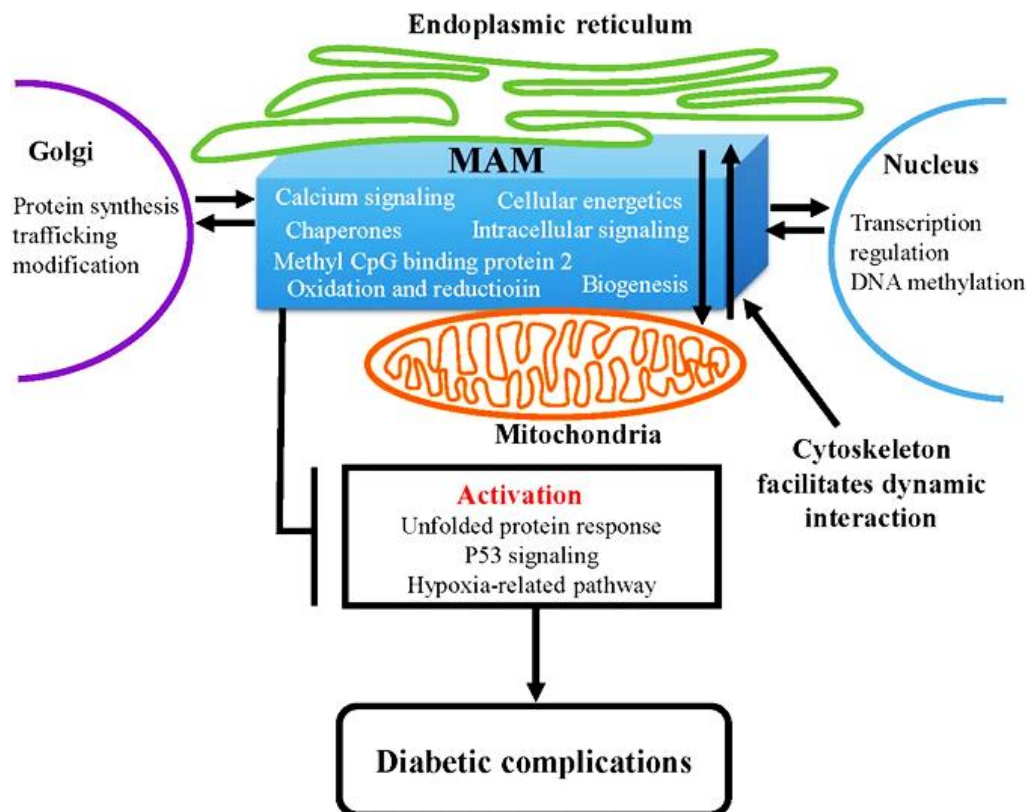 Endoplasmic reticulum
Golgi
Protein synthesis
trafficking
modification
MAM
Calcium signaling
Cellular energetics
Chaperones
Intracellular signaling
Methyl CpG binding protein 2
Oxidation and reductioiin
Biogenesis
Nucleus
Transcription
regulation
DNA methylation
Mitochondria
Cytoskeleton
facilitates dynamic
interaction
Activation
Unfolded protein response
P53 signaling
Hypoxia-related pathway
Diabetic complications